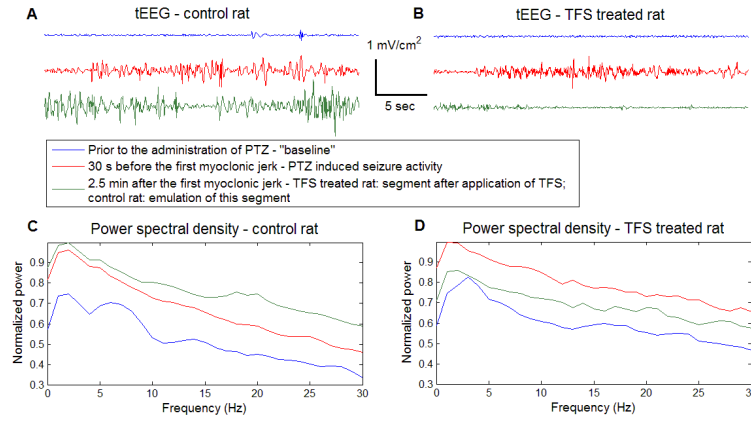 A
tEEG - control rat
B
tEEG - TFS treated rat
1 mV/cm²
5 sec
Prior to the administration of PTZ - "baseline"
30 s before the first myoclonic jerk - PTZ induced seizure activity
2.5 min after the first myoclonic jerk - TFS treated rat: segment after application of TFS;
control rat: emulation of this segment
C
Power spectral density - control rat
0.9
0.8
0.7
0.6
0.5
0.4
0.3
Normalized power
0 5 10 15 20 25 30
Frequency (Hz)
D
Power spectral density - TFS treated rat
0.9
0.8
0.7
0.6
0.5
0.4
0.3
Normalized power
0 5 10 15 20 25 30
Frequency (Hz)